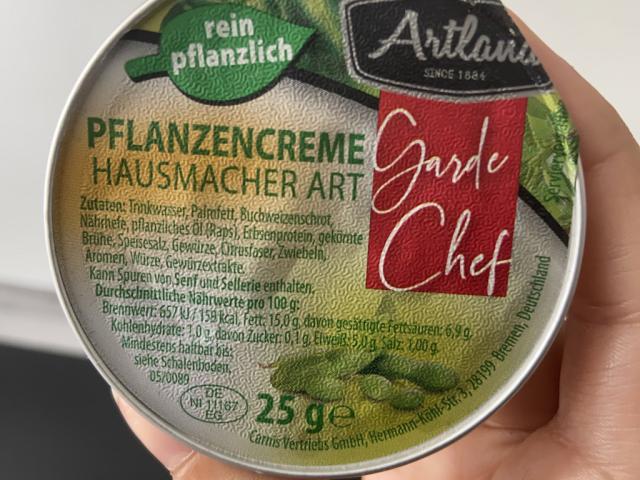 rein
pflanzlich
Artland
SINCE 1884
PFLANZENCREME
HAUSMACHER ART
Garde
Chef
Zutaten: Trinkwasser, Palmfett, Buchweizenschrot,
Nährhefe, pflanzliches Öl (Raps), Erbsenprotein, gekörnte
Brühe, Speisesalz, Gewürze, Citrusfaser, Zwiebeln,
Aromen, Würze, Gewürzextrakte.
Kann Spuren von Senf und Sellerie enthalten.
Durchschnittliche Nährwerte pro 100 g:
Brennwert: 657 kJ / 159 kcal, Fett: 15,0 g, davon gesättigte Fettsäuren: 6,9 g,
Kohlenhydrate: 1,0 g, davon Zucker: 0,1 g, Eiweiß: 5,0 g, Salz: 1,00 g.
Mindestens haltbar bis:
siehe Schalenboden.
05/0089
DE
NI 11167
EG
25 g e
Carnis Vertriebs GmbH, Hermann-Köhl-Str. 3, 28199 Bremen, Deutschland